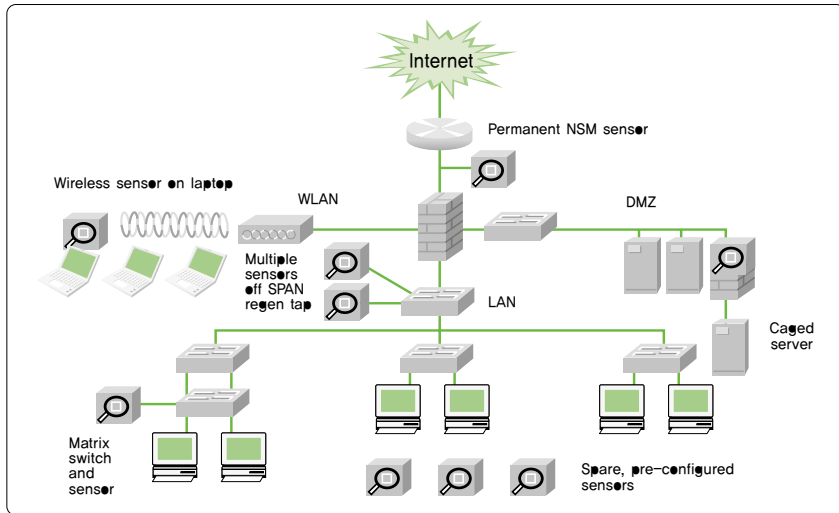 Internet
Permanent NSM sensor
Wireless sensor on laptop
WLAN
DMZ
Multiple
sensors
off SPAN
regen tap
LAN
Caged
server
Matrix
switch
and
sensor
Spare, pre-configured
sensors